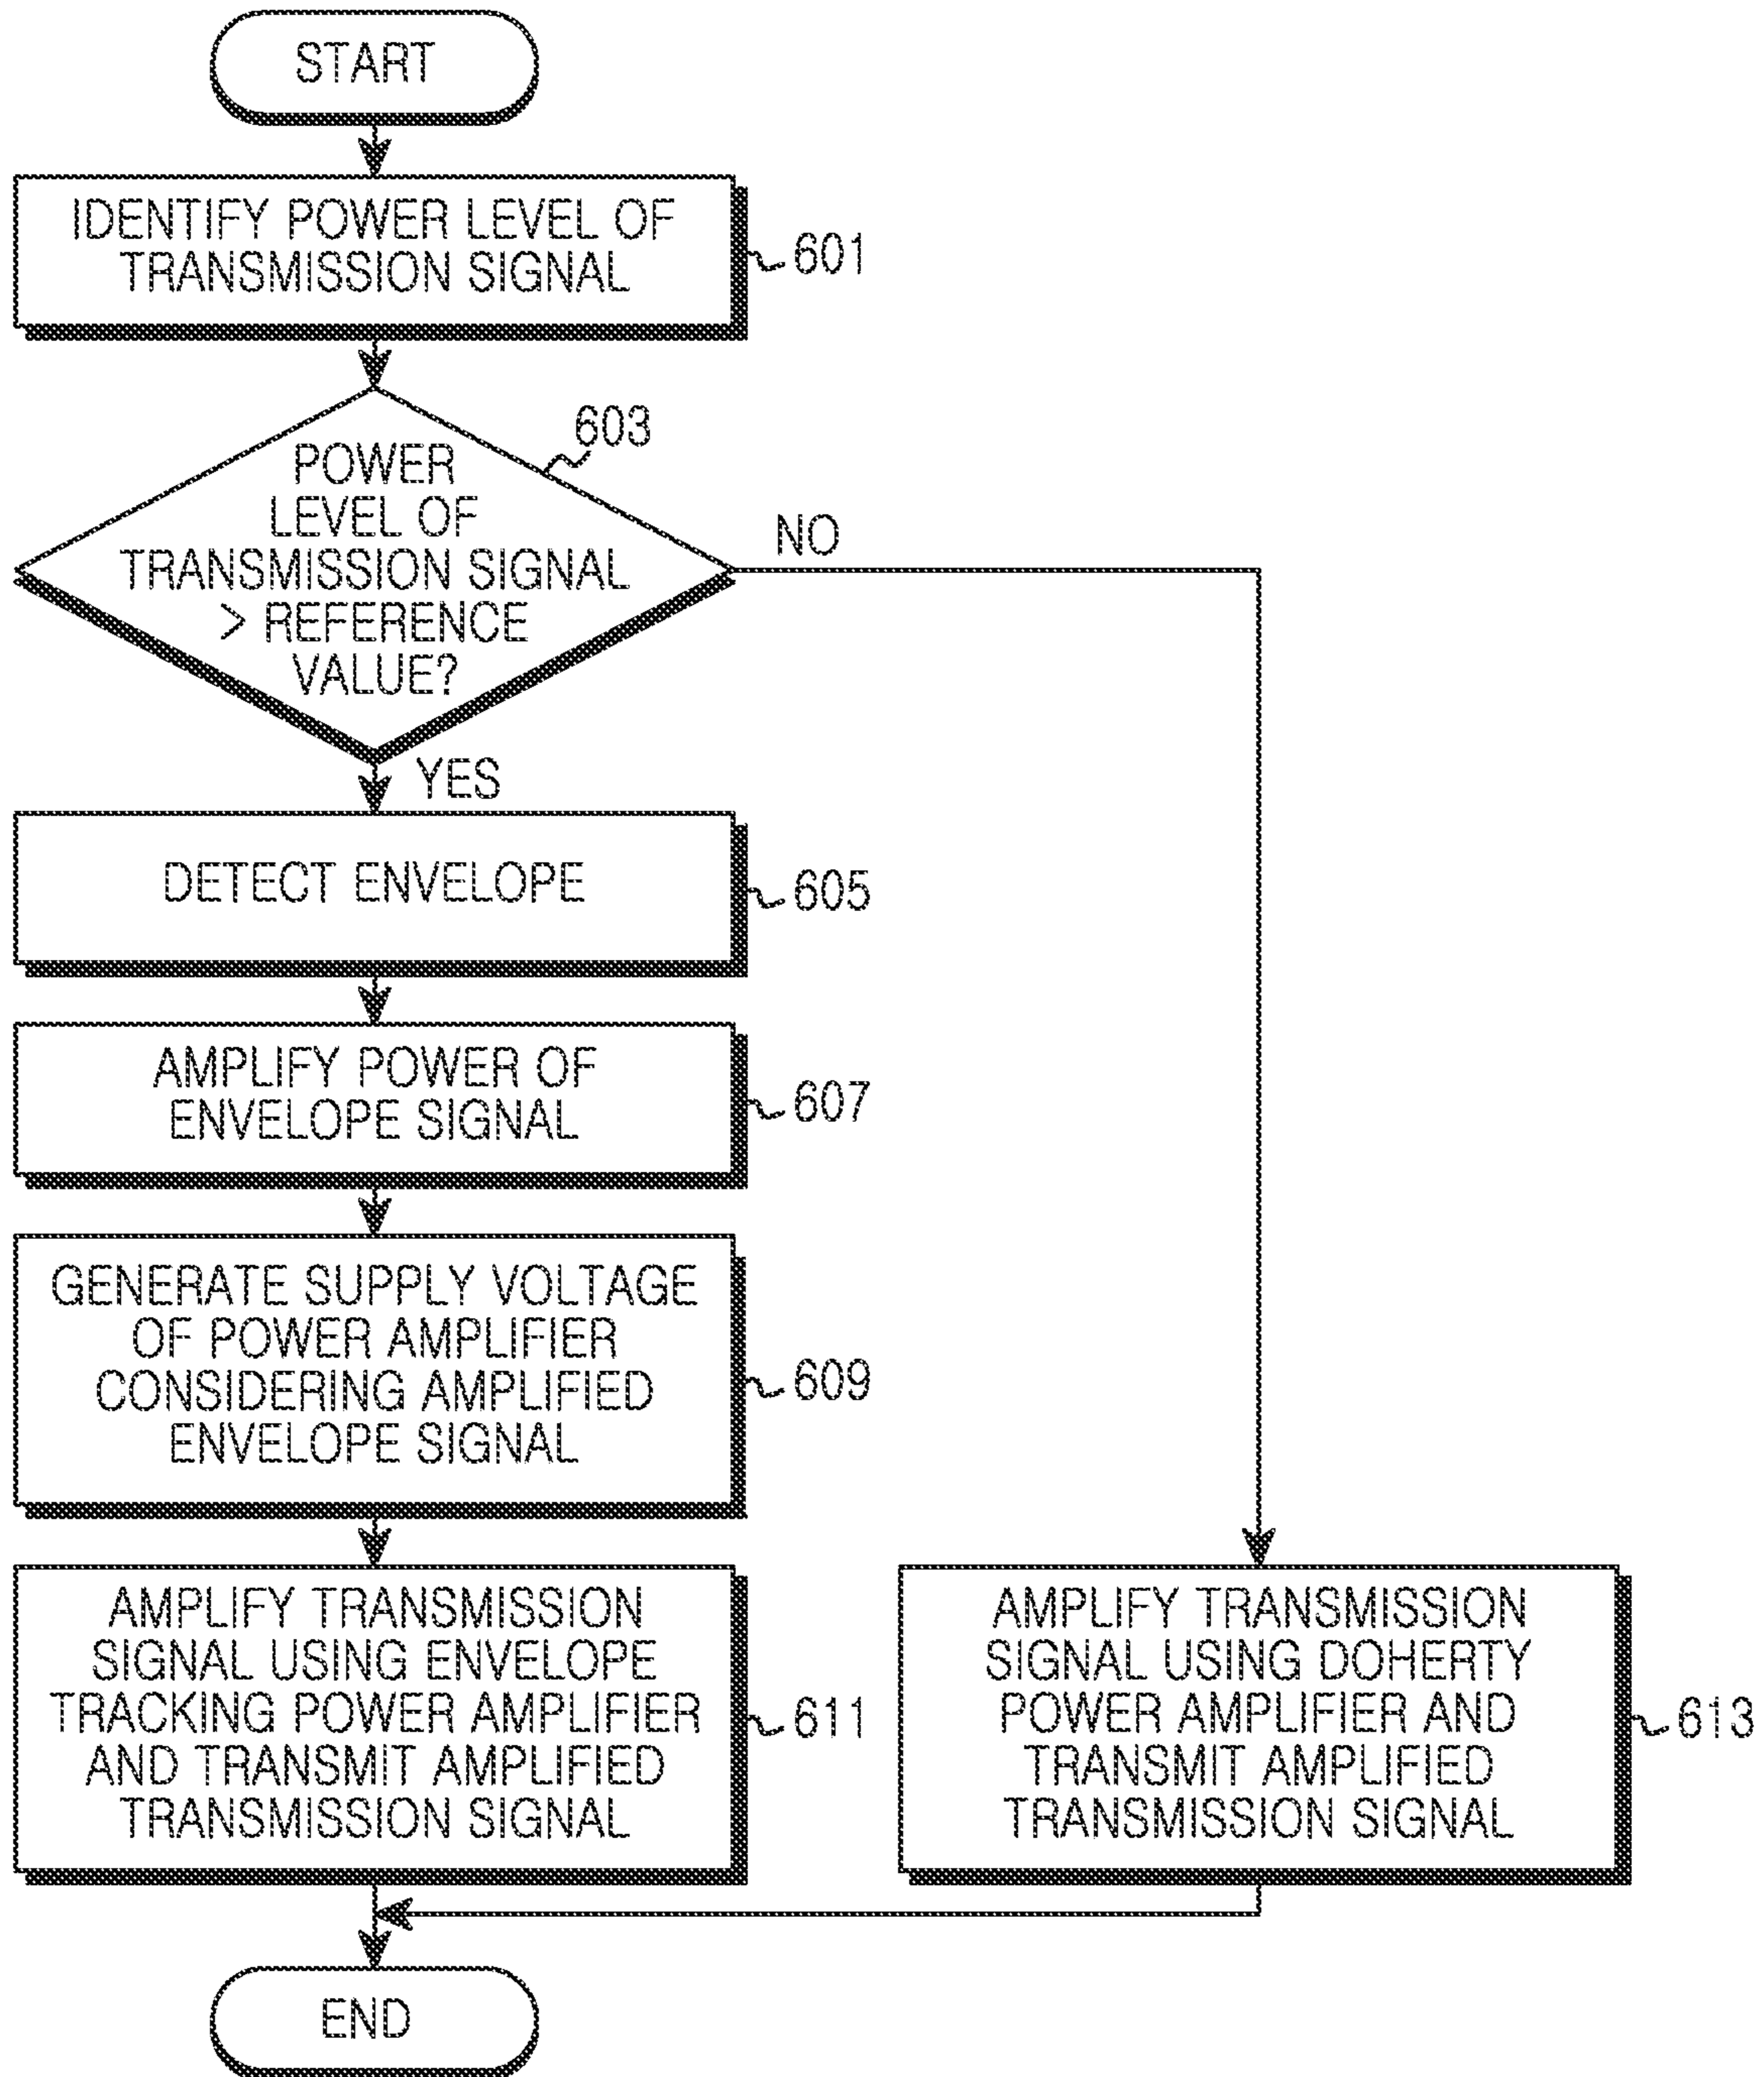 START
IDENTIFY POWER LEVEL OF
TRANSMISSION SIGNAL
601
603
POWER
LEVEL OF
TRANSMISSION SIGNAL
> REFERENCE
VALUE?
NO
YES
DETECT ENVELOPE
605
AMPLIFY POWER OF
ENVELOPE SIGNAL
607
GENERATE SUPPLY VOLTAGE
OF POWER AMPLIFIER
CONSIDERING AMPLIFIED
ENVELOPE SIGNAL
609
AMPLIFY TRANSMISSION
SIGNAL USING ENVELOPE
TRACKING POWER AMPLIFIER
AND TRANSMIT AMPLIFIED
TRANSMISSION SIGNAL
611
AMPLIFY TRANSMISSION
SIGNAL USING DOHERTY
POWER AMPLIFIER AND
TRANSMIT AMPLIFIED
TRANSMISSION SIGNAL
613
END